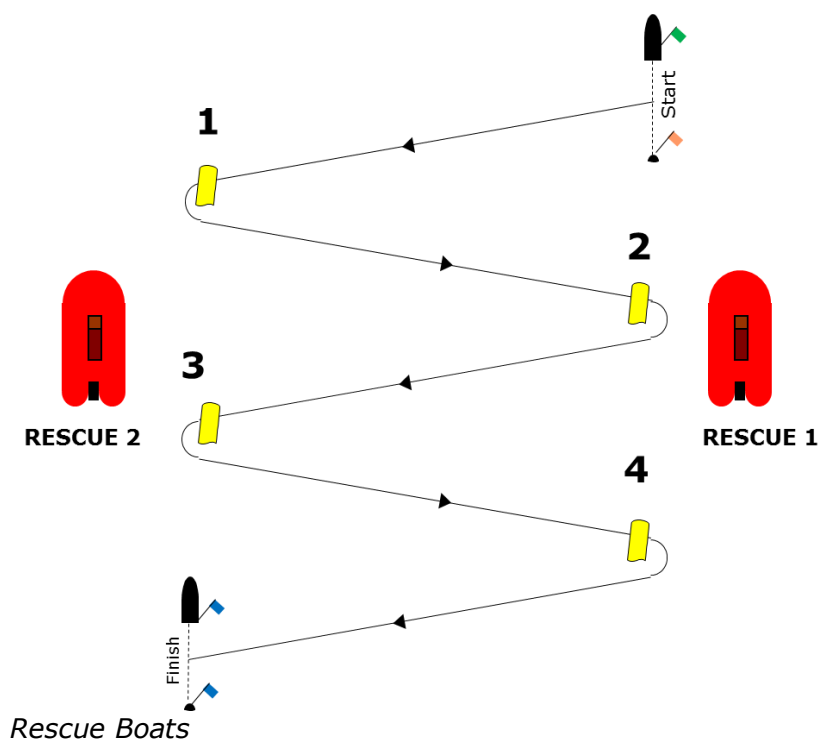 Start
1
2
3
RESCUE 2
RESCUE 1
4
Finish
Rescue Boats